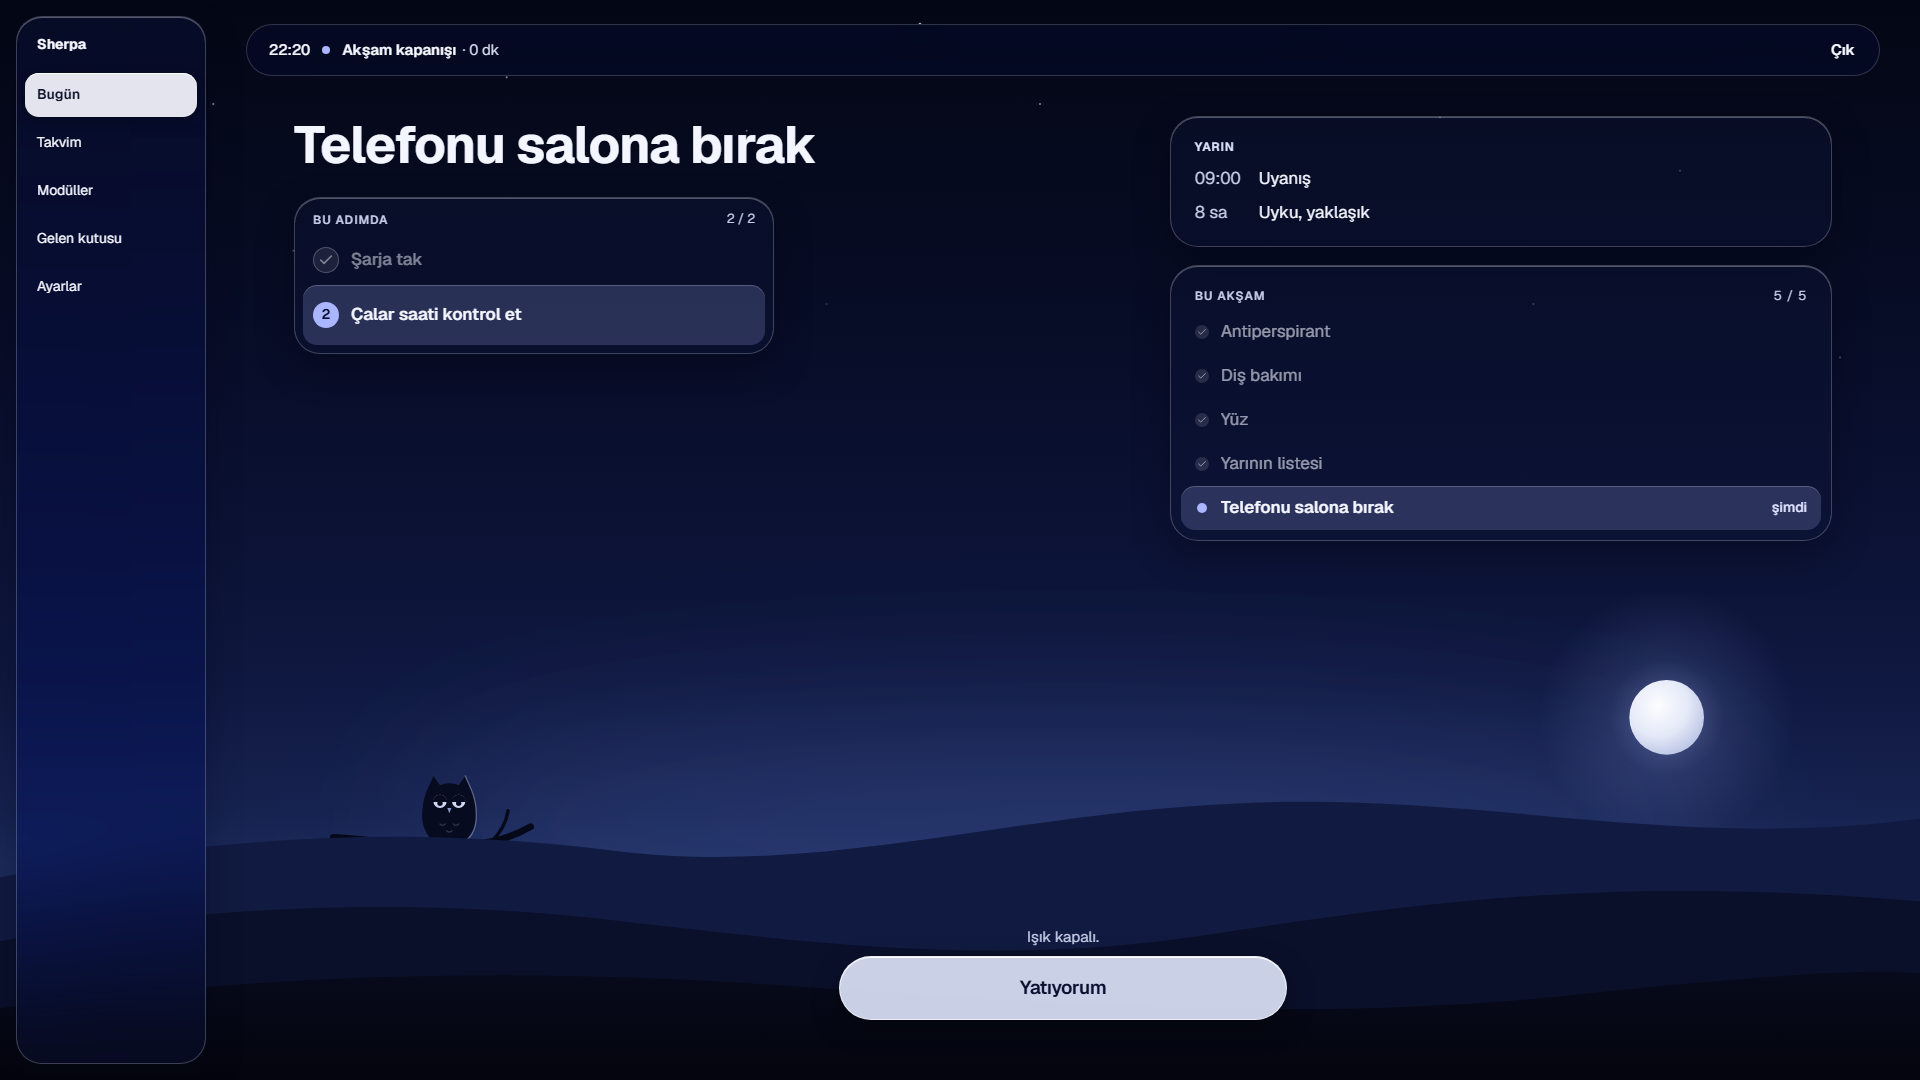 Sherpa
Bugün
Takvim
Modüller
Gelen kutusu
Ayarlar
22:20 Akşam kapanışı · 0 dk
Çık
Telefonu salona bırak
BU ADIMDA 2 / 2
Şarja tak
2 Çalar saati kontrol et
YARIN
09:00 Uyanış
8 sa Uyku, yaklaşık
BU AKŞAM 5 / 5
Antiperspirant
Diş bakımı
Yüz
Yarının listesi
Telefonu salona bırak şimdi
Işık kapalı.
Yatıyorum